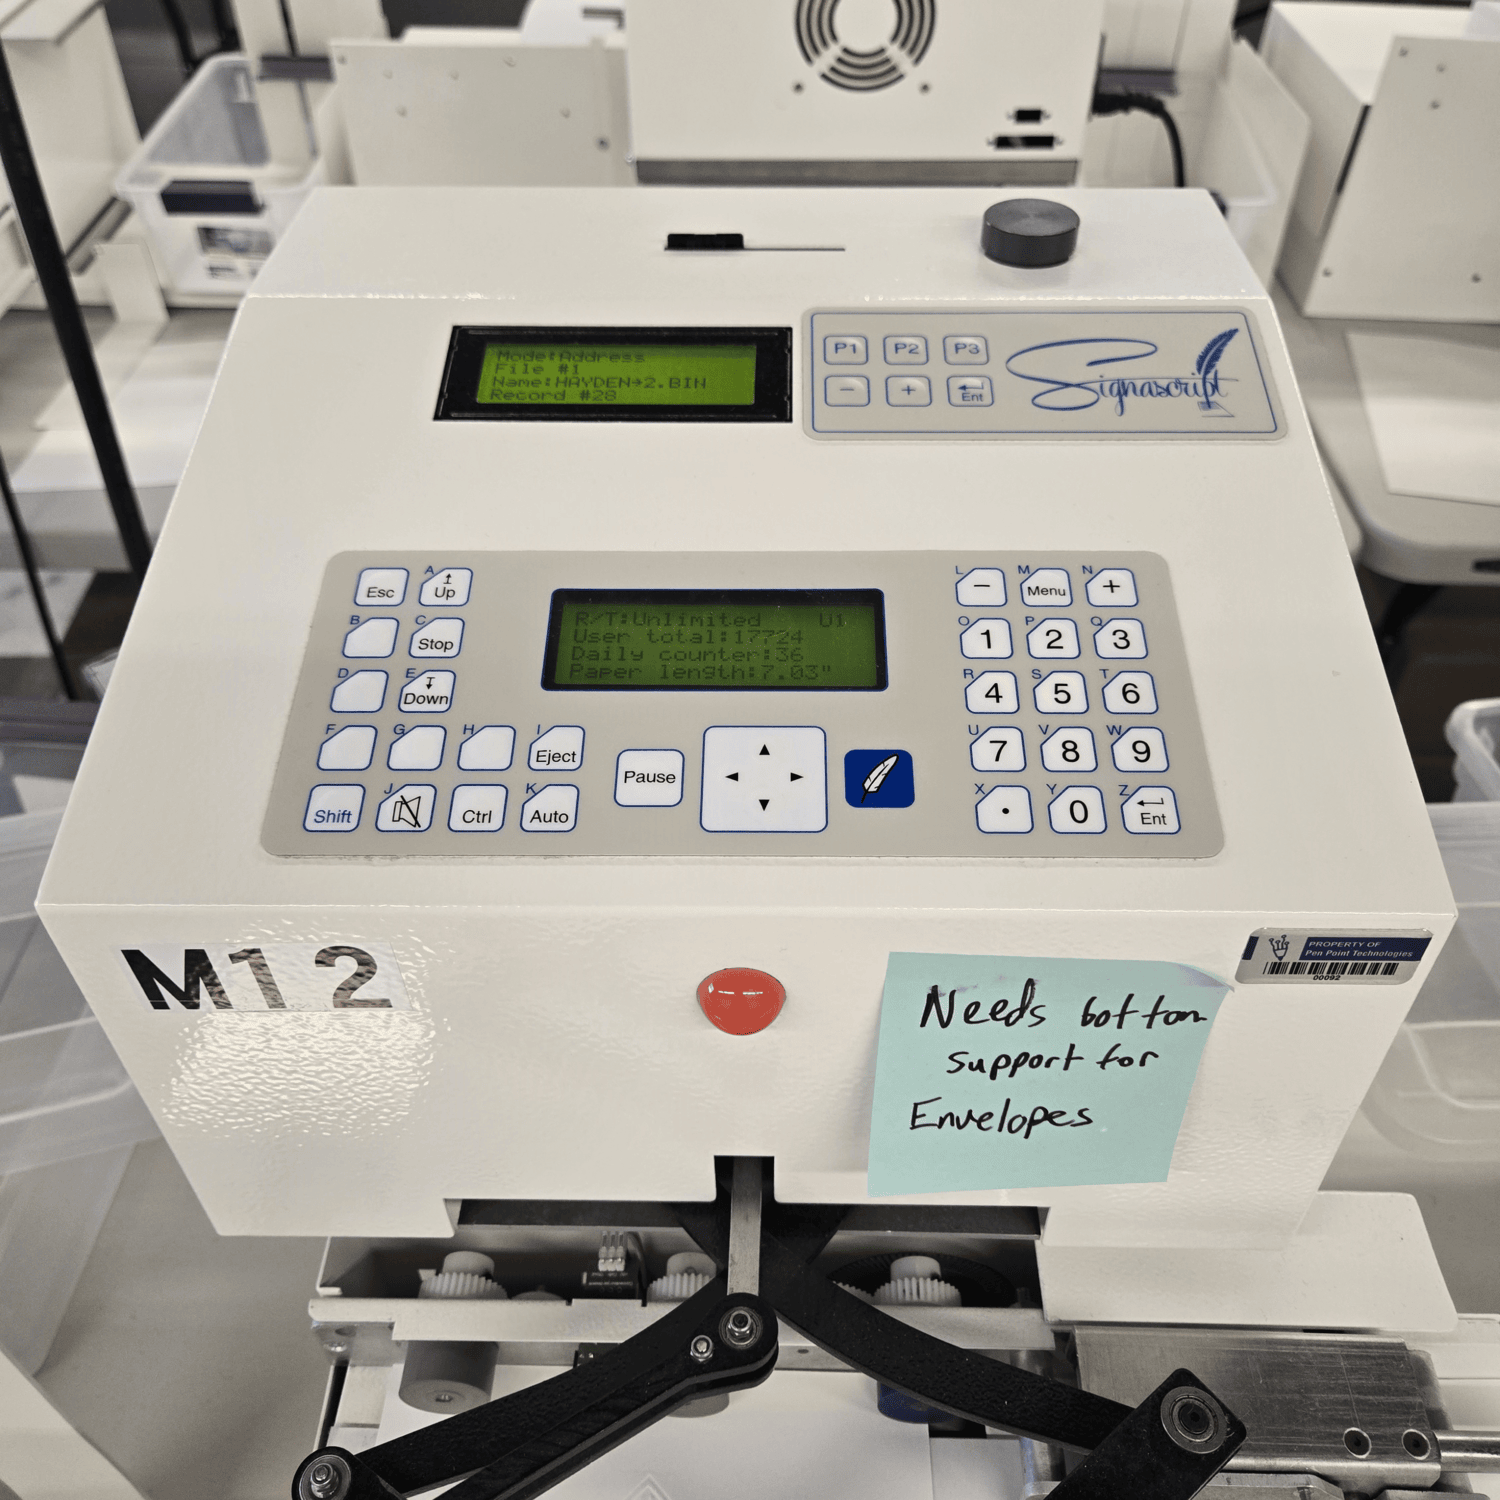 Mode:Address
File #1
Name:HAYDEN→2.BIN
Record #28
P1 P2 P3
- + Ent
Signascript
Esc
A Up
B
C Stop
D
E Down
F
G
H
I Eject
Shift
J
Ctrl
K Auto
R/T:Unlimited U1
User total:17724
Daily counter:36
Paper length:7.03"
Pause
L - M Menu N +
O 1 P 2 Q 3
R 4 S 5 T 6
U 7 V 8 W 9
X . Y 0 Z Ent
M12
PROPERTY OF
Pen Point Technologies
00092
Needs bottom
support for
Envelopes